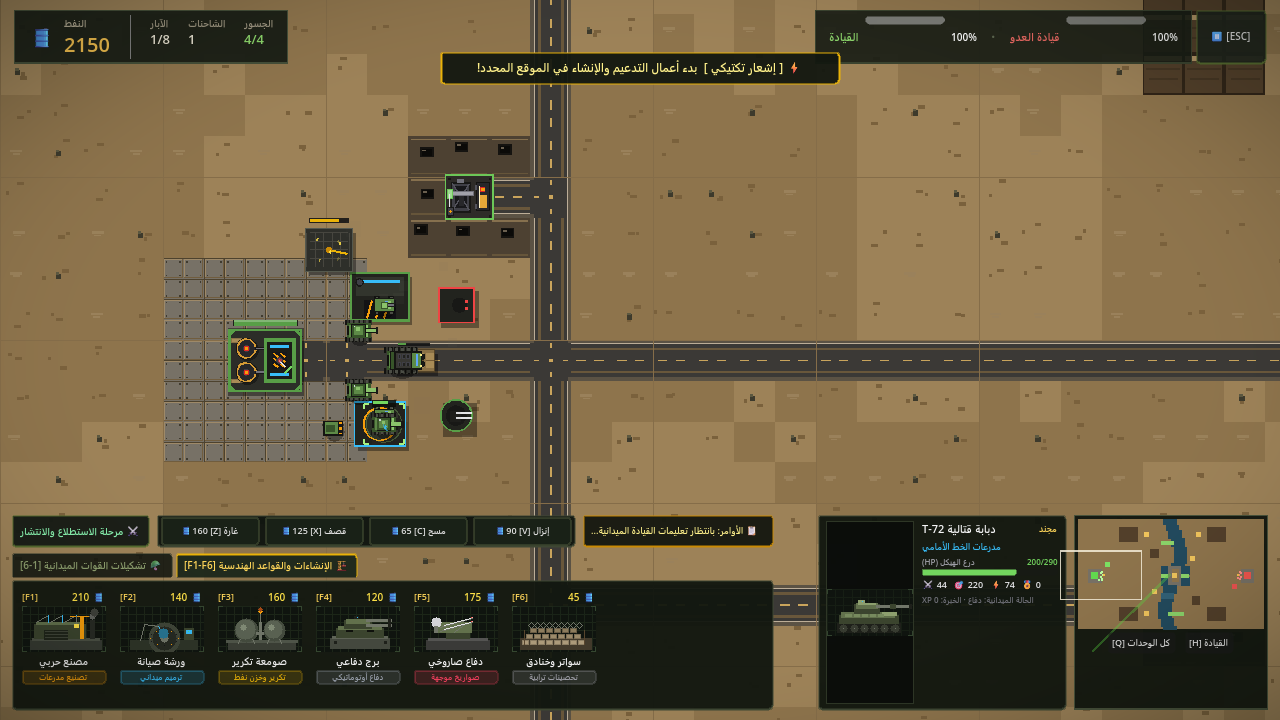 النفط
2150
الآبار
1/8
الشاحنات
1
الجسور
4/4
القيادة
100%
قيادة العدو
100%
[ESC]
[ إشعار تكتيكي ] بدء أعمال التدعيم والإنشاء في الموقع المحدد!
مرحلة الاستطلاع والانتشار
غارة [Z] 160
قصف [X] 125
مسح [C] 65
إنزال [V] 90
الأوامر: بانتظار تعليمات القيادة الميدانية...
تشكيلات القوات الميدانية [1-6]
الإنشاءات والقواعد الهندسية [F1-F6]
[F1] 210
مصنع حربي
تصنيع مدرعات
[F2] 140
ورشة صيانة
ترميم ميداني
[F3] 160
صومعة تكرير
تكرير وخزن نفط
[F4] 120
برج دفاعي
دفاع أوتوماتيكي
[F5] 175
دفاع صاروخي
صواريخ موجهة
[F6] 45
سواتر وخنادق
تحصينات ترابية
دبابة قتالية T-72
مجند
مدرعات الخط الأمامي
درع الهيكل (HP)
200/290
44 220 74 0
الحالة الميدانية: دفاع · الخبرة: 0 XP
كل الوحدات [Q]
القيادة [H]